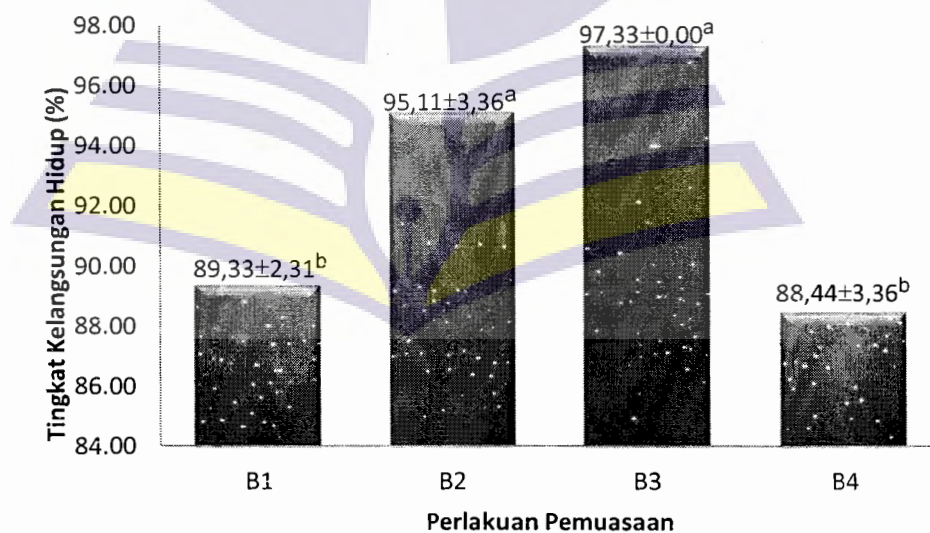 98.00
96.00
94.00
92.00
90.00
88.00
86.00
84.00
Tingkat Kelangsungan Hidup (%)
89,33±2,31ᵇ
95,11±3,36ᵃ
97,33±0,00ᵃ
88,44±3,36ᵇ
B1 B2 B3 B4
Perlakuan Pemuasaan